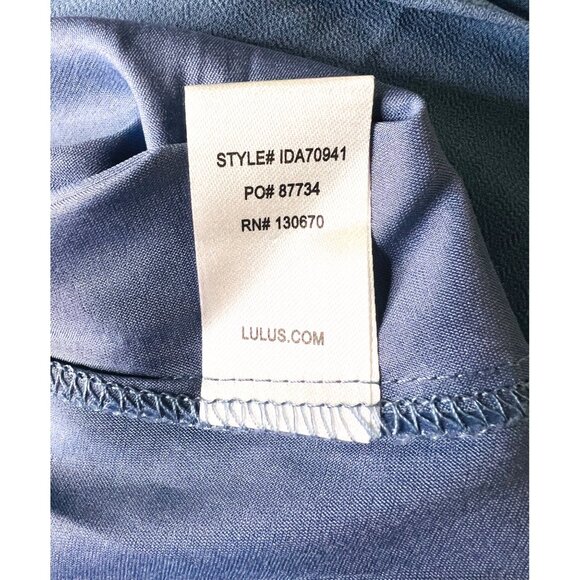 STYLE# IDA70941
PO# 87734
RN# 130670
LULUS.COM